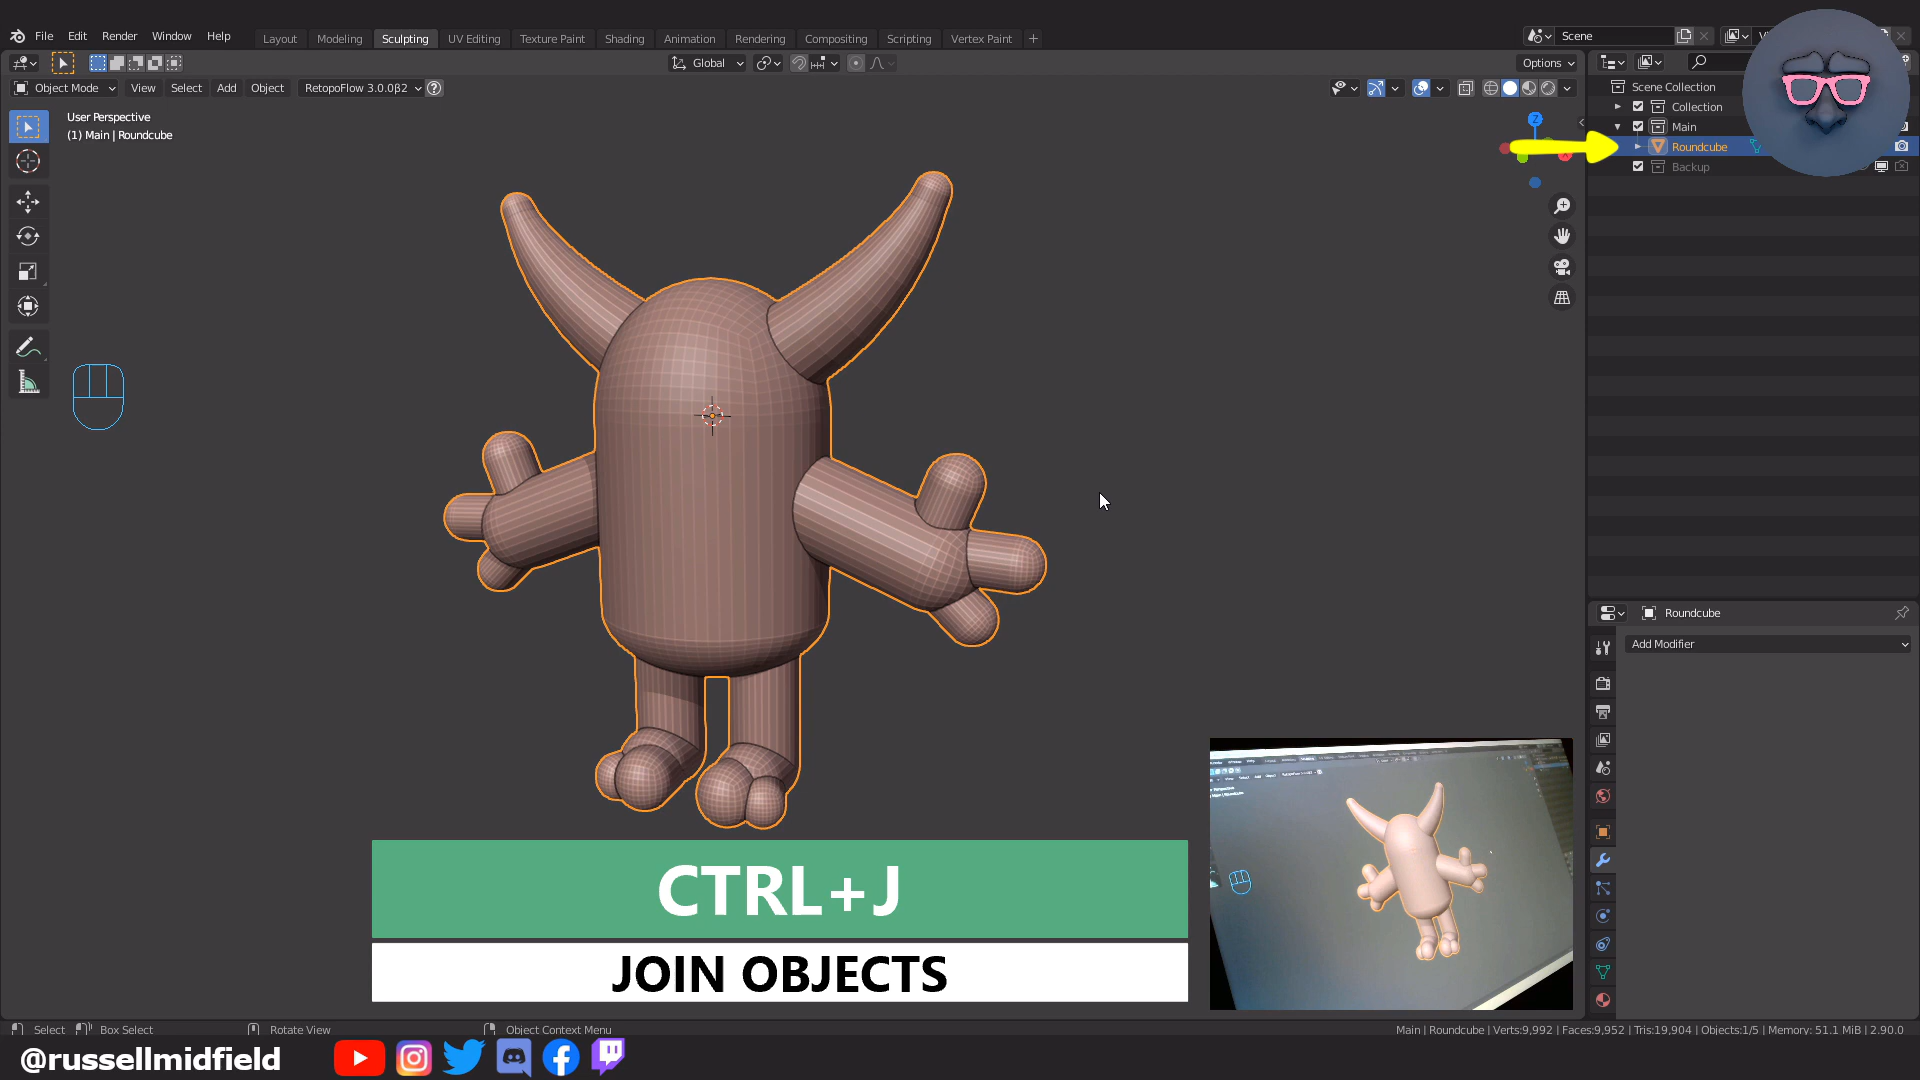 File Edit Render Window Help
Layout Modeling Sculpting UV Editing Texture Paint Shading Animation Rendering Compositing Scripting Vertex Paint +
Scene
Global
Options
Object Mode View Select Add Object RetopoFlow 3.0.0β2
User Perspective
(1) Main | Roundcube
Z
Scene Collection
Collection
Main
Roundcube
Backup
Roundcube
Add Modifier
CTRL+J
JOIN OBJECTS
Select Box Select Rotate View Object Context Menu
Main | Roundcube | Verts:9,992 | Faces:9,952 | Tris:19,904 | Objects:1/5 | Memory: 51.1 MiB | 2.90.0
@russellmidfield